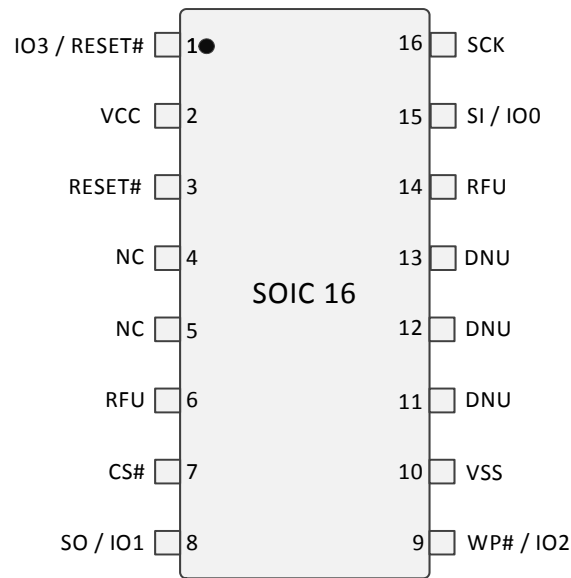 IO3 / RESET# 1 16 SCK
VCC 2 15 SI / IO0
RESET# 3 14 RFU
NC 4 13 DNU
SOIC 16
NC 5 12 DNU
RFU 6 11 DNU
CS# 7 10 VSS
SO / IO1 8 9 WP# / IO2